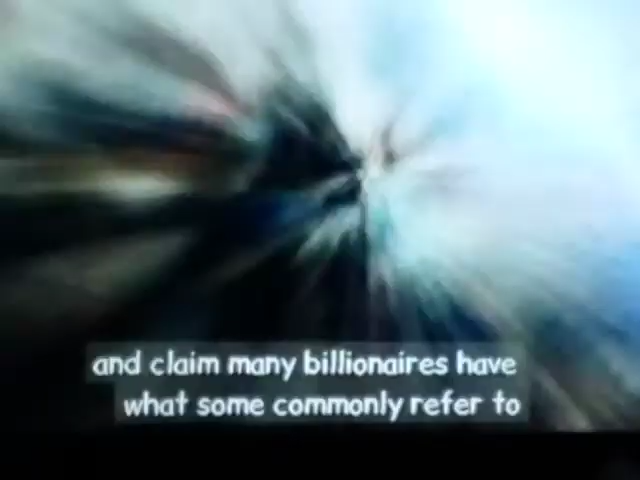 and claim many billionaires have
what some commonly refer to